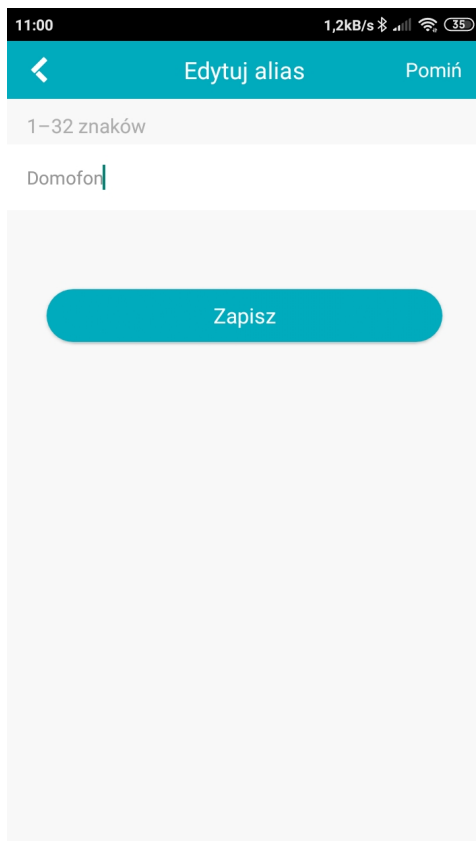 11:00 1,2kB/s 35
Edytuj alias Pomiń
1–32 znaków
Domofon
Zapisz